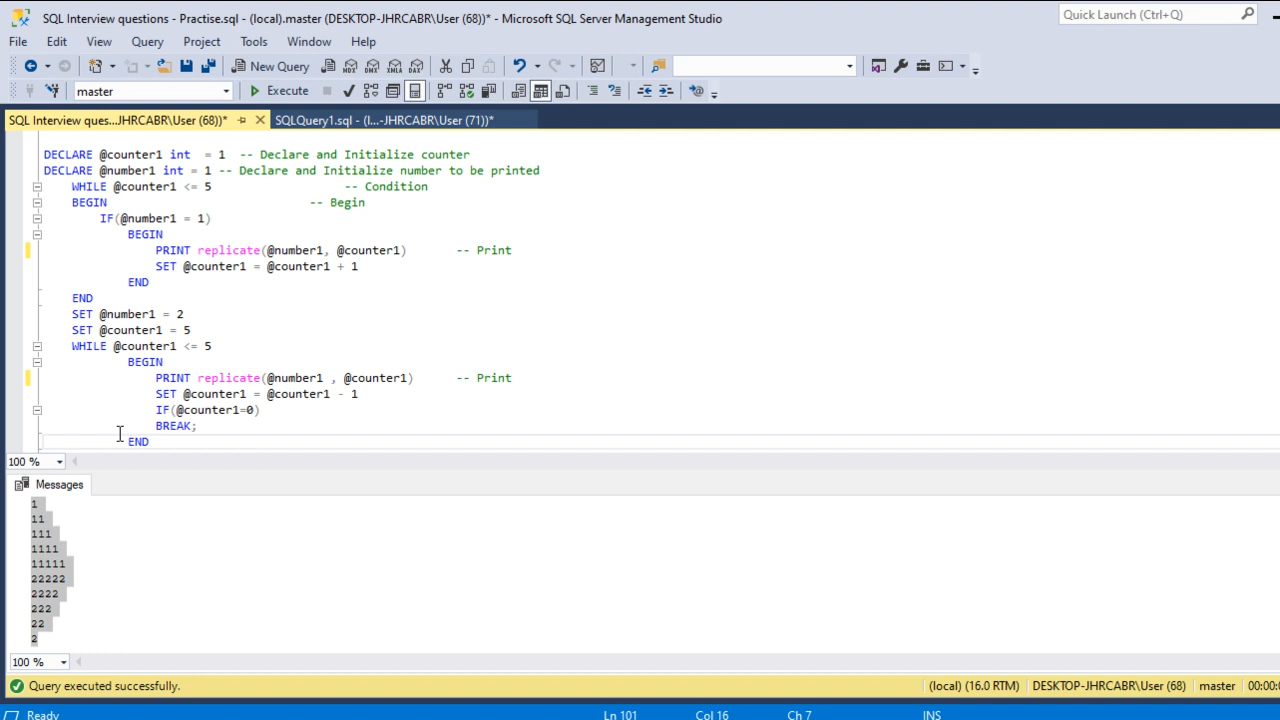 SQL Interview questions - Practise.sql - (local).master (DESKTOP-JHRCABR\User (68))* - Microsoft SQL Server Management Studio
Quick Launch (Ctrl+Q)
File Edit View Query Project Tools Window Help
New Query MDX DMX XMLA DAX
master Execute
SQL Interview ques...JHRCABR\User (68))* SQLQuery1.sql - (l...-JHRCABR\User (71))*
DECLARE @counter1 int = 1 -- Declare and Initialize counter
DECLARE @number1 int = 1 -- Declare and Initialize number to be printed
WHILE @counter1 <= 5 -- Condition
BEGIN -- Begin
IF(@number1 = 1)
BEGIN
PRINT replicate(@number1, @counter1) -- Print
SET @counter1 = @counter1 + 1
END
END
SET @number1 = 2
SET @counter1 = 5
WHILE @counter1 <= 5
BEGIN
PRINT replicate(@number1 , @counter1) -- Print
SET @counter1 = @counter1 - 1
IF(@counter1=0)
BREAK;
END
100 %
Messages
1
11
111
1111
11111
22222
2222
222
22
2
100 %
Query executed successfully. (local) (16.0 RTM) DESKTOP-JHRCABR\User (68) master 00:00:0
Ready Ln 101 Col 16 Ch 7 INS